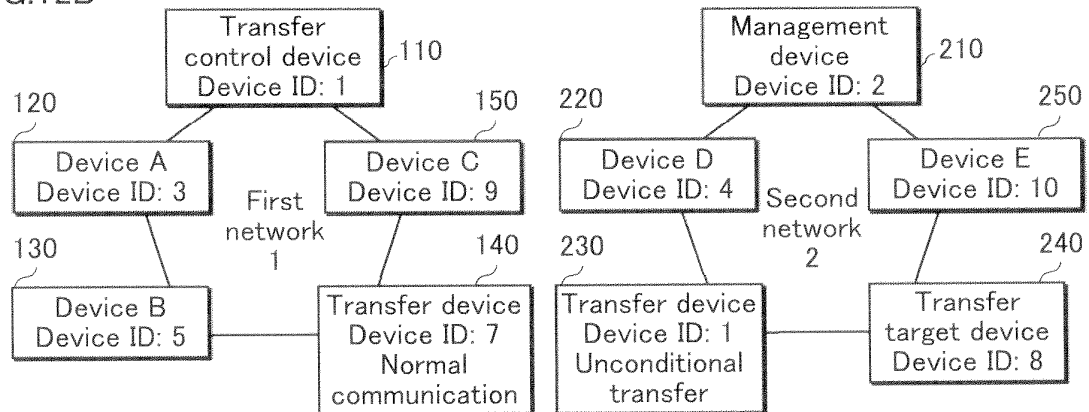 Transfer
control device
Device ID: 1
110
Management
device
Device ID: 2
210
120
Device A
Device ID: 3
150
Device C
Device ID: 9
220
Device D
Device ID: 4
250
Device E
Device ID: 10
First
network
1
Second
network
2
130
Device B
Device ID: 5
140
Transfer device
Device ID: 7
Normal
communication
230
Transfer device
Device ID: 1
Unconditional
transfer
240
Transfer
target device
Device ID: 8